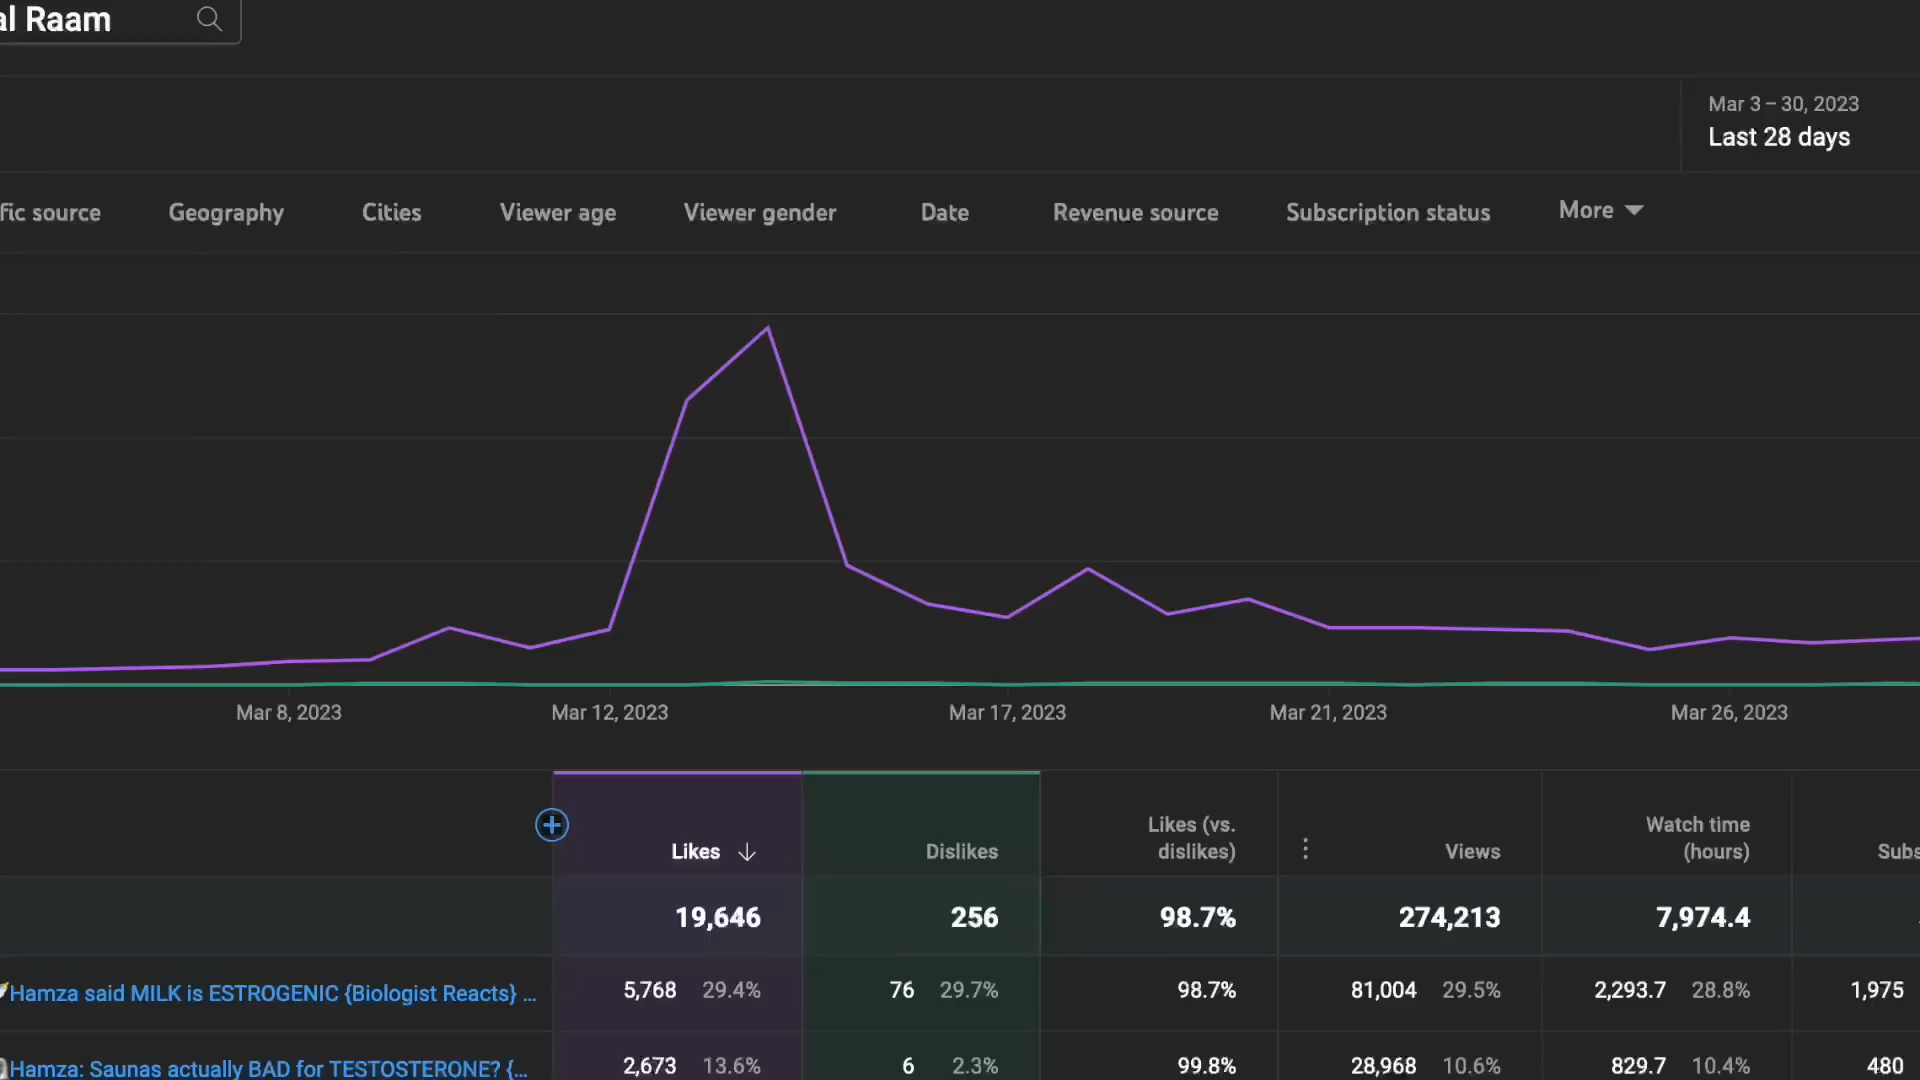 al Raam
Mar 3 – 30, 2023
Last 28 days
fic source Geography Cities Viewer age Viewer gender Date Revenue source Subscription status More
Mar 8, 2023 Mar 12, 2023 Mar 17, 2023 Mar 21, 2023 Mar 26, 2023
Likes Dislikes Likes (vs. dislikes) Views Watch time (hours) Subs
19,646 256 98.7% 274,213 7,974.4
Hamza said MILK is ESTROGENIC {Biologist Reacts} ... 5,768 29.4% 76 29.7% 98.7% 81,004 29.5% 2,293.7 28.8% 1,975
Hamza: Saunas actually BAD for TESTOSTERONE? {... 2,673 13.6% 6 2.3% 99.8% 28,968 10.6% 829.7 10.4% 480